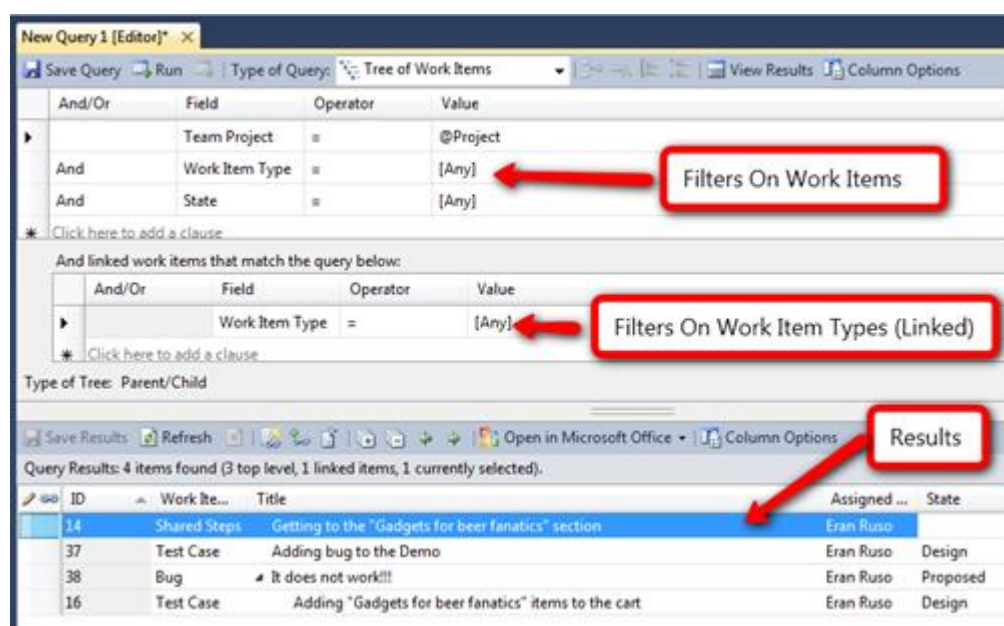 New Query 1 [Editor]* ×
Save Query Run Type of Query: Tree of Work Items View Results Column Options
And/Or Field Operator Value
Team Project = @Project
And Work Item Type = [Any]
Filters On Work Items
And State = [Any]
Click here to add a clause
And linked work items that match the query below:
And/Or Field Operator Value
Work Item Type = [Any]
Filters On Work Item Types (Linked)
Click here to add a clause
Type of Tree: Parent/Child
Save Results Refresh Open in Microsoft Office Column Options
Results
Query Results: 4 items found (3 top level, 1 linked items, 1 currently selected).
ID Work Ite... Title Assigned ... State
14 Shared Steps Getting to the "Gadgets for beer fanatics" section Eran Ruso
37 Test Case Adding bug to the Demo Eran Ruso Design
38 Bug It does not work!!! Eran Ruso Proposed
16 Test Case Adding "Gadgets for beer fanatics" items to the cart Eran Ruso Design